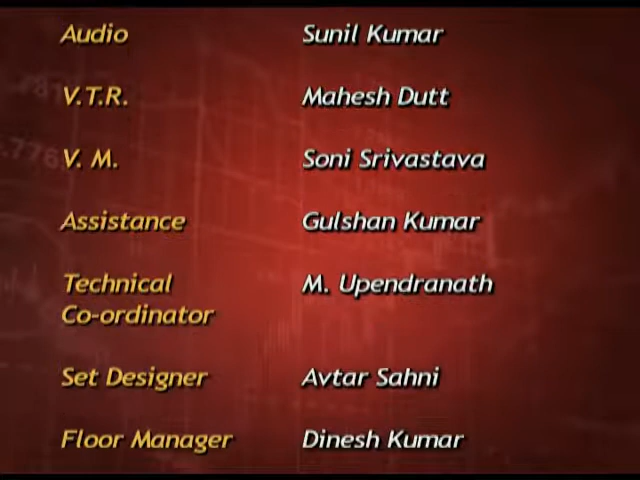 Audio Sunil Kumar
V.T.R. Mahesh Dutt
V. M. Soni Srivastava
Assistance Gulshan Kumar
Technical M. Upendranath
Co-ordinator
Set Designer Avtar Sahni
Floor Manager Dinesh Kumar